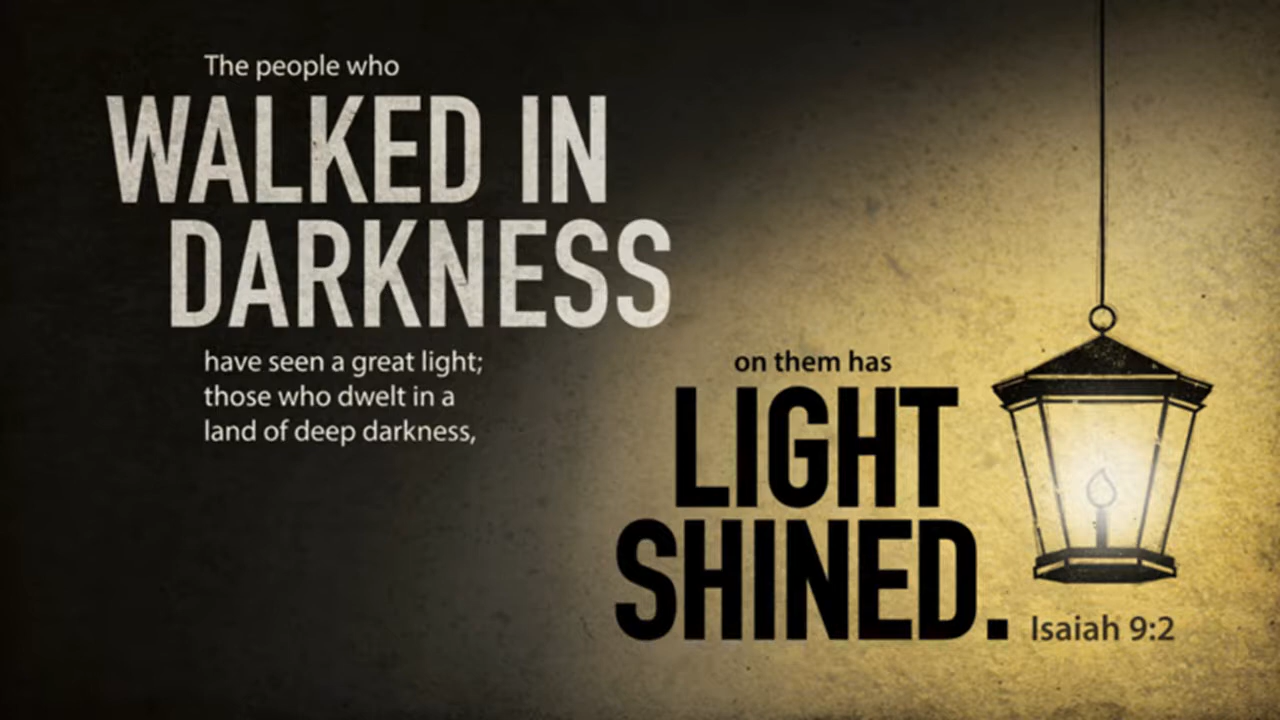 The people who
WALKED IN
DARKNESS
have seen a great light;
those who dwelt in a
land of deep darkness,
on them has
LIGHT
SHINED.
Isaiah 9:2